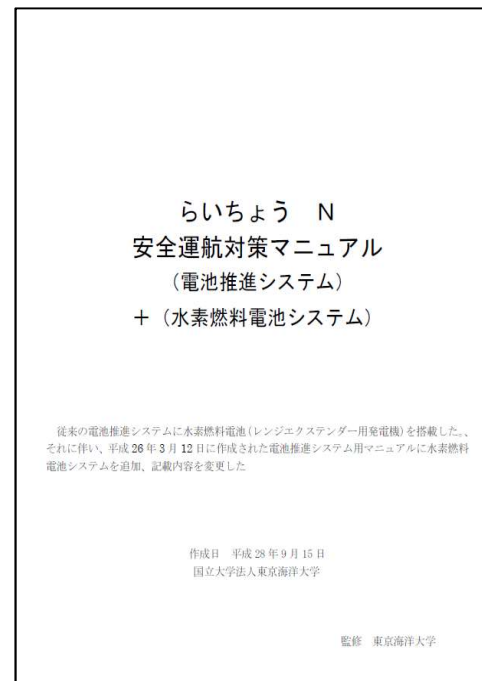 らいちょう　N
安全運航対策マニュアル
（電池推進システム）
＋（水素燃料電池システム）
従来の電池推進システムに水素燃料電池（レンジエクステンダー用発電機）を搭載した。、
それに伴い、平成26年3月12日に作成された電池推進システム用マニュアルに水素燃料
電池システムを追加、記載内容を変更した
作成日　平成28年9月15日
国立大学法人東京海洋大学
監修　東京海洋大学